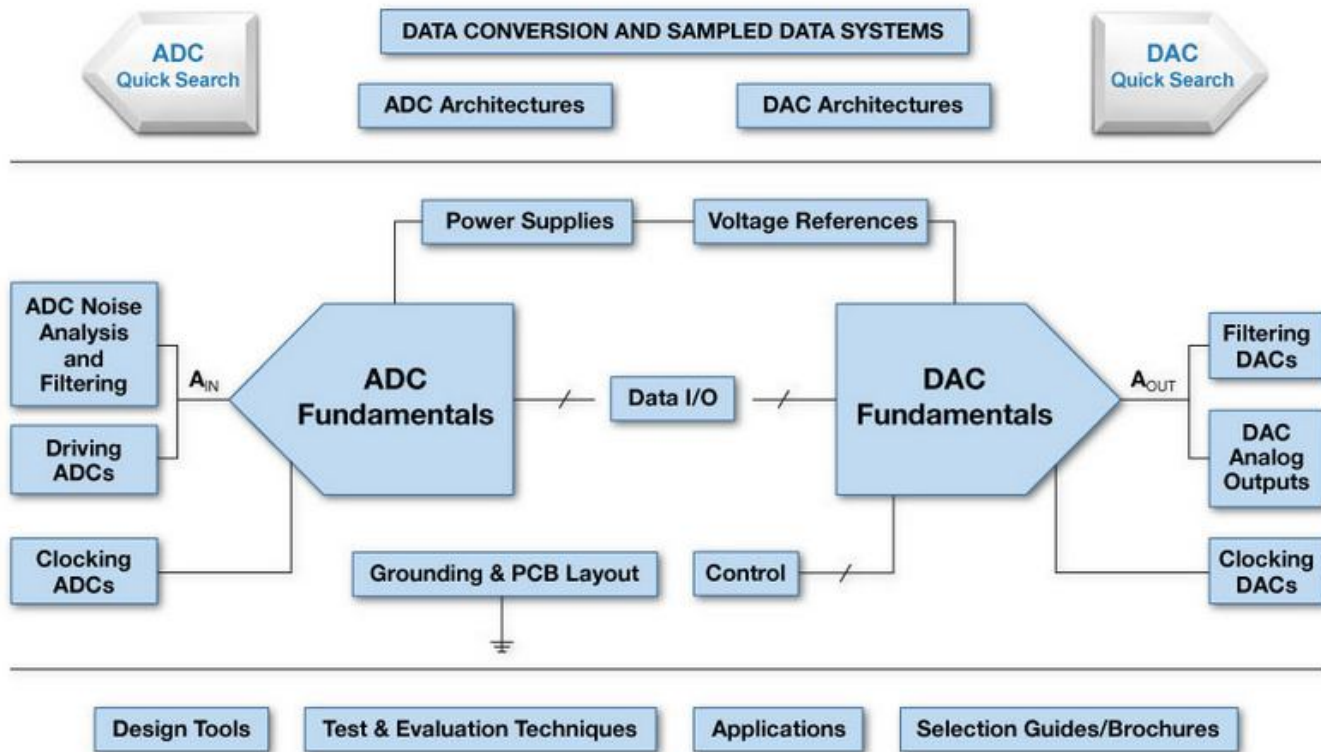 ADC
Quick Search
DATA CONVERSION AND SAMPLED DATA SYSTEMS
DAC
Quick Search
ADC Architectures
DAC Architectures
Power Supplies
Voltage References
ADC Noise
Analysis
and
Filtering
AIN
ADC
Fundamentals
Data I/O
DAC
Fundamentals
AOUT
Filtering
DACs
Driving
ADCs
DAC
Analog
Outputs
Clocking
ADCs
Grounding & PCB Layout
Control
Clocking
DACs
Design Tools
Test & Evaluation Techniques
Applications
Selection Guides/Brochures